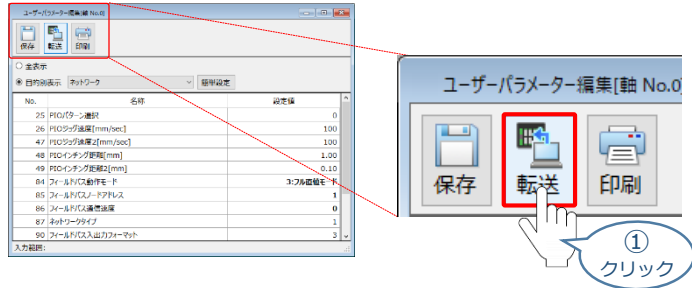 ユーザーパラメーター編集[軸 No.0]
保存 転送 印刷
全表示
目的別表示 ネットワーク 簡単設定
No. 名称 設定値
25 PIOパターン選択 0
26 PIOジョグ速度[mm/sec] 100
47 PIOジョグ速度2[mm/sec] 100
48 PIOインチング距離[mm] 1.00
49 PIOインチング距離2[mm] 0.10
84 フィールドバス動作モード 3:フル直値モード
85 フィールドバスノードアドレス 1
86 フィールドバス通信速度 0
87 ネットワークタイプ 1
90 フィールドバス入出力フォーマット 3
入力範囲:
ユーザーパラメーター編集[軸 No.0]
保存 転送 印刷
①
クリック